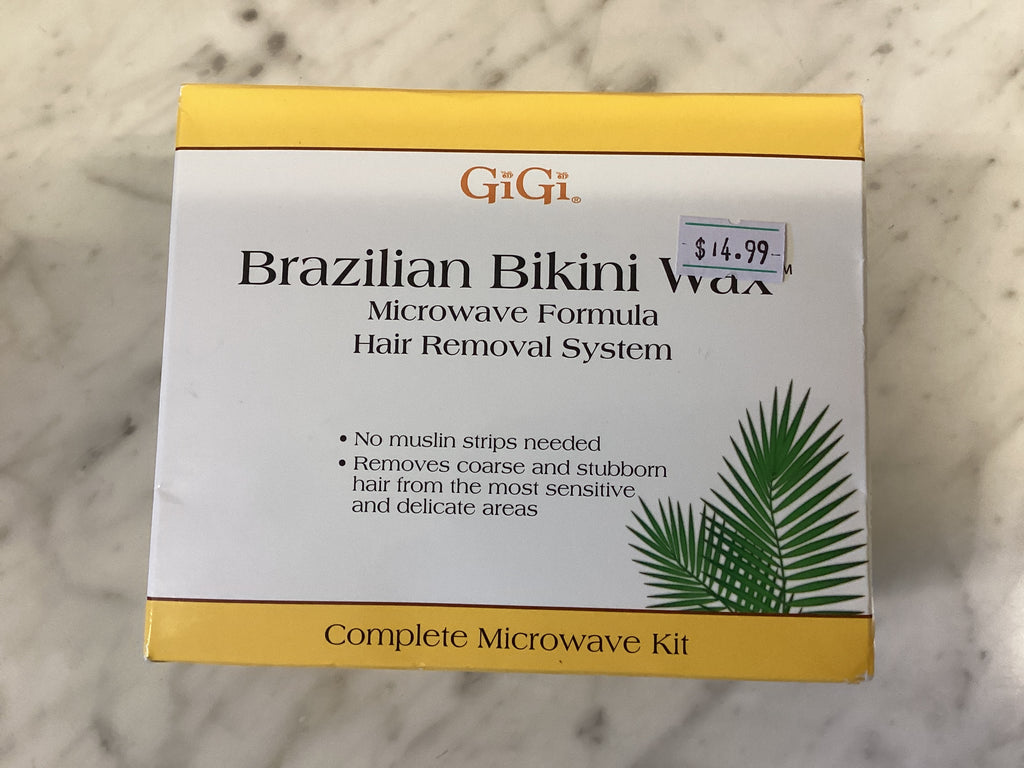 GiGi®
$14.99
Brazilian Bikini Wax™
Microwave Formula
Hair Removal System
• No muslin strips needed
• Removes coarse and stubborn
hair from the most sensitive
and delicate areas
Complete Microwave Kit